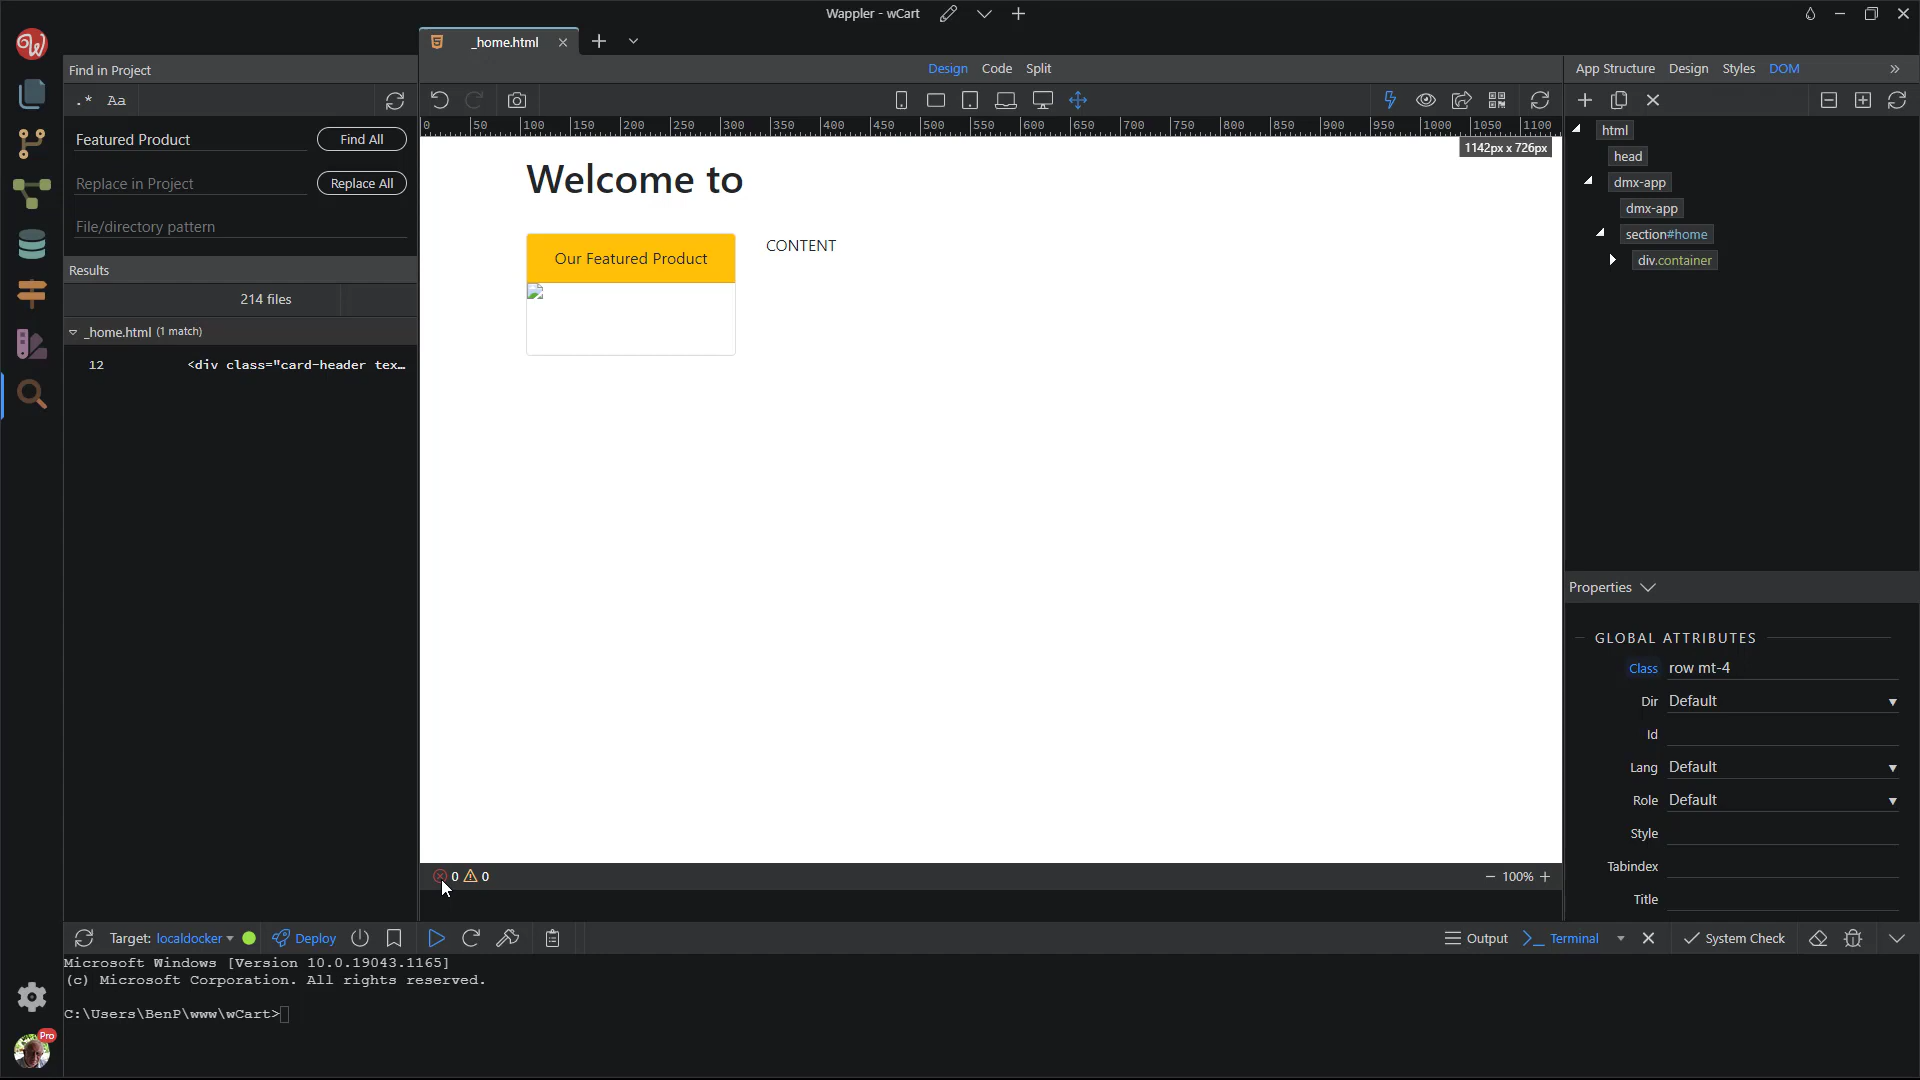 Wappler - wCart
_home.html
Find in Project
Design Code Split
App Structure Design Styles DOM
.* Aa
Featured Product Find All
Replace in Project Replace All
File/directory pattern
Results
214 files
_home.html (1 match)
12 <div class="card-header tex…
0 50 100 150 200 250 300 350 400 450 500 550 600 650 700 750 800 850 900 950 1000 1050 1100
1142px x 726px
Welcome to
Our Featured Product
CONTENT
html
head
dmx-app
dmx-app
section#home
div.container
Properties
GLOBAL ATTRIBUTES
Class row mt-4
Dir Default
Id
Lang Default
Role Default
Style
Tabindex
Title
0 0
100%
Target: localdocker Deploy
Output Terminal System Check
Microsoft Windows [Version 10.0.19043.1165]
(c) Microsoft Corporation. All rights reserved.
C:\Users\BenP\www\wCart>
Pro